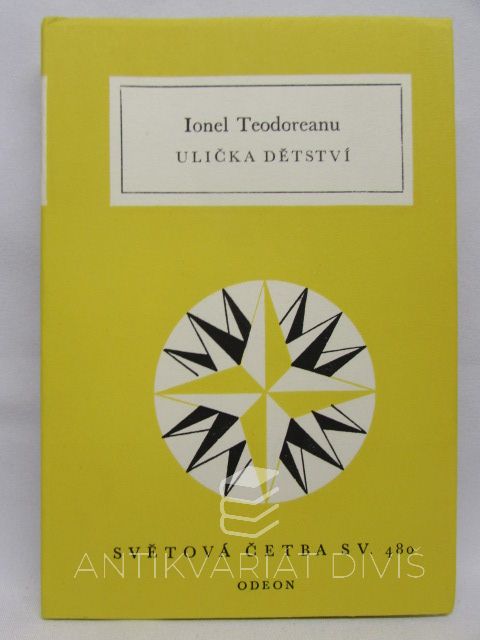 Ionel Teodoreanu
ULIČKA DĚTSTVÍ
SVĚTOVÁ ČETBA SV. 480
ANTIKVARIÁT DIVIŠ
ODEON